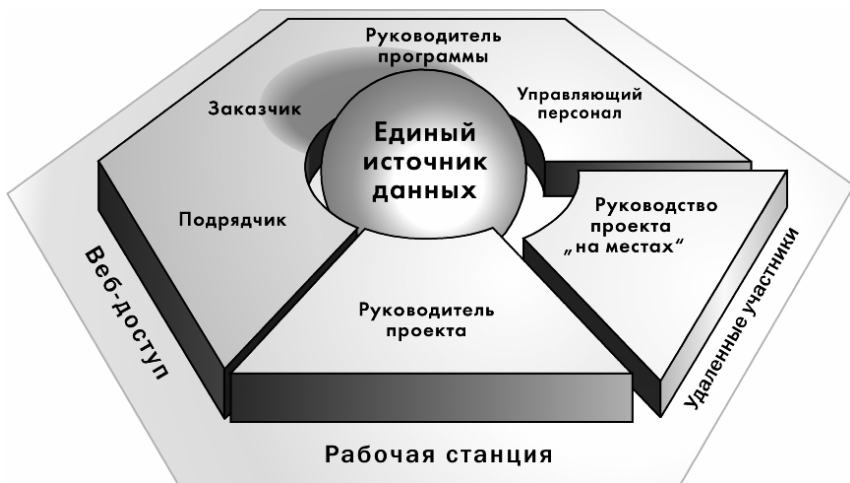 Руководитель
программы
Заказчик
Управляющий
персонал
Единый
источник
данных
Подрядчик
Руководство
проекта
„на местах“
Руководитель
проекта
Веб-доступ
Удаленные участники
Рабочая станция